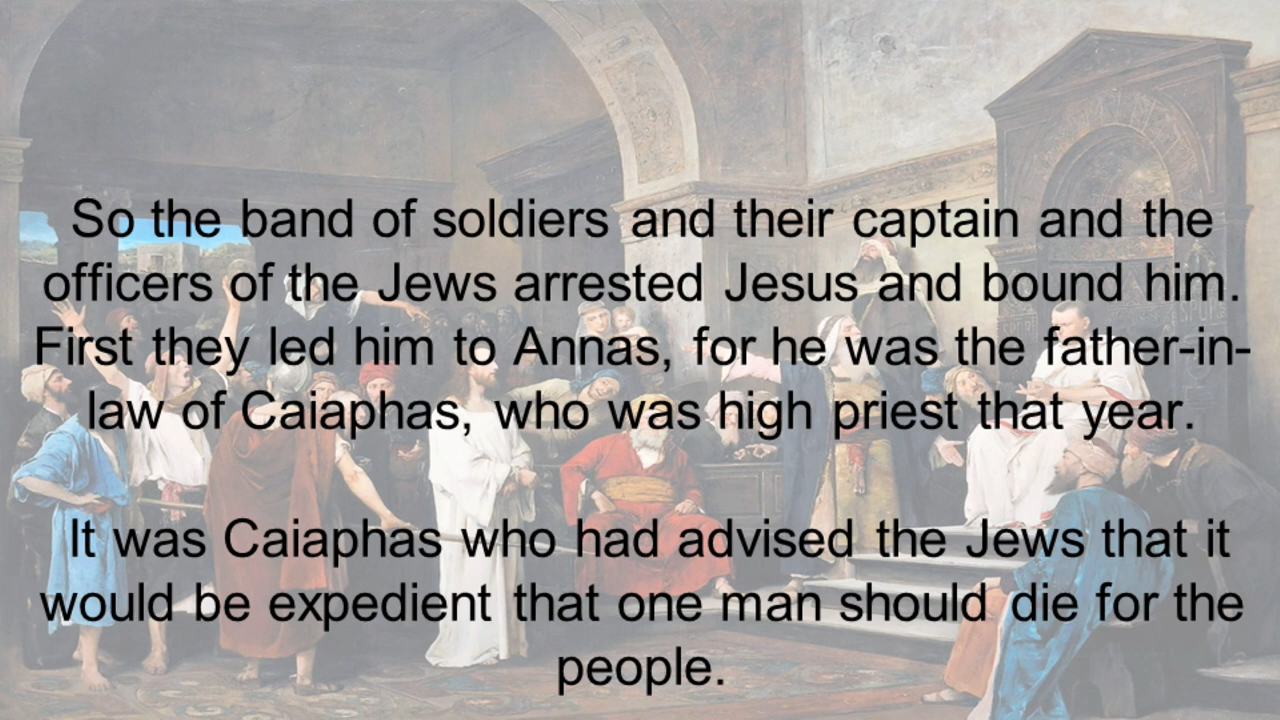 So the band of soldiers and their captain and the
officers of the Jews arrested Jesus and bound him.
First they led him to Annas, for he was the father-in-
law of Caiaphas, who was high priest that year.
It was Caiaphas who had advised the Jews that it
would be expedient that one man should die for the
people.